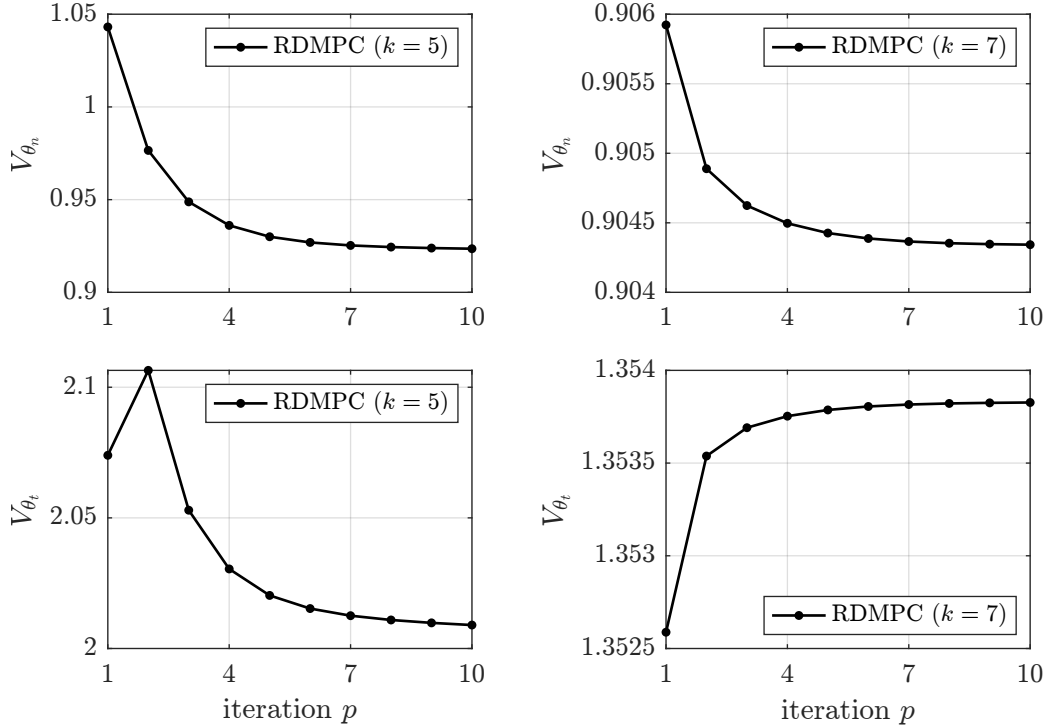 1.05
1
0.95
0.9
V_{θ_n}
RDMPC (k = 5)
1 4 7 10
0.906
0.9055
0.905
0.9045
0.904
V_{θ_n}
RDMPC (k = 7)
1 4 7 10
2.1
2.05
2
V_{θ_t}
RDMPC (k = 5)
1 4 7 10
iteration p
1.354
1.3535
1.353
1.3525
V_{θ_t}
RDMPC (k = 7)
1 4 7 10
iteration p